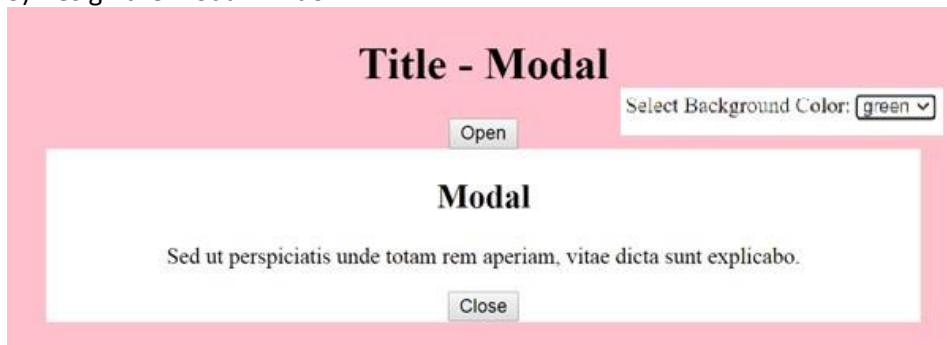 Title - Modal
Select Background Color: green
Open
Modal
Sed ut perspiciatis unde totam rem aperiam, vitae dicta sunt explicabo.
Close